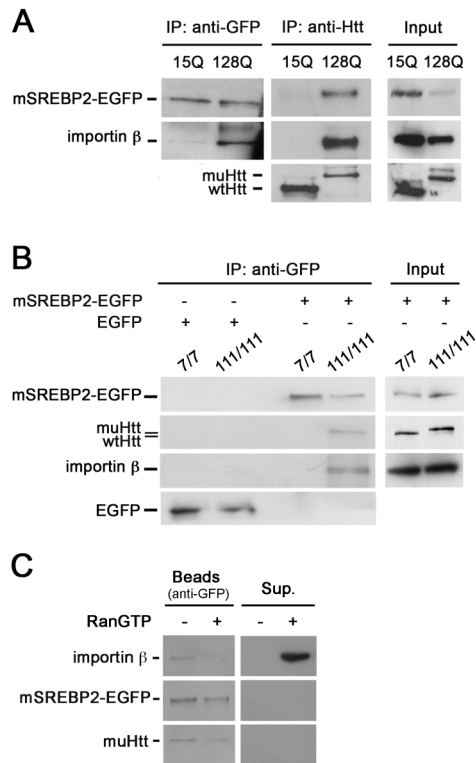 A
IP: anti-GFP IP: anti-Htt Input
15Q 128Q 15Q 128Q 15Q 128Q
mSREBP2-EGFP
importin β
muHtt
wtHtt
B
IP: anti-GFP Input
mSREBP2-EGFP - - + + + +
EGFP + + - - - -
7/7 111/111 7/7 111/111 7/7 111/111
mSREBP2-EGFP
muHtt
wtHtt
importin β
EGFP
C
Beads Sup.
(anti-GFP)
RanGTP - + - +
importin β
mSREBP2-EGFP
muHtt